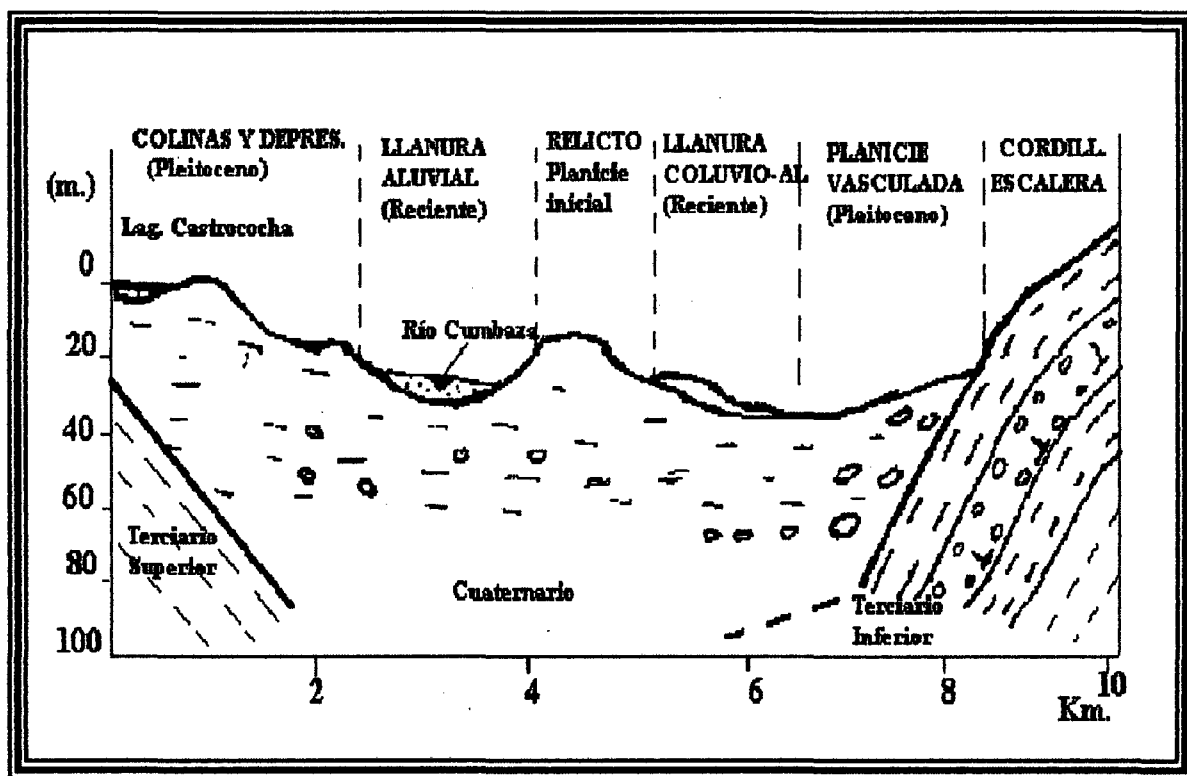 COLINAS Y DEPRES.
(Pleitoceno)
LLANURA
ALUVIAL
(Reciente)
RELICTO
Planicie
inicial
LLANURA
COLUVIO-AL
(Reciente)
PLANICIE
VASCULADA
(Pleitoceno)
CORDILL.
ESCALERA
(m.)
Lag. Castrococha
0
20
40
60
80
100
Río Cumbaza
Terciario
Superior
Cuaternario
Terciario
Inferior
2
4
6
8
10
Km.